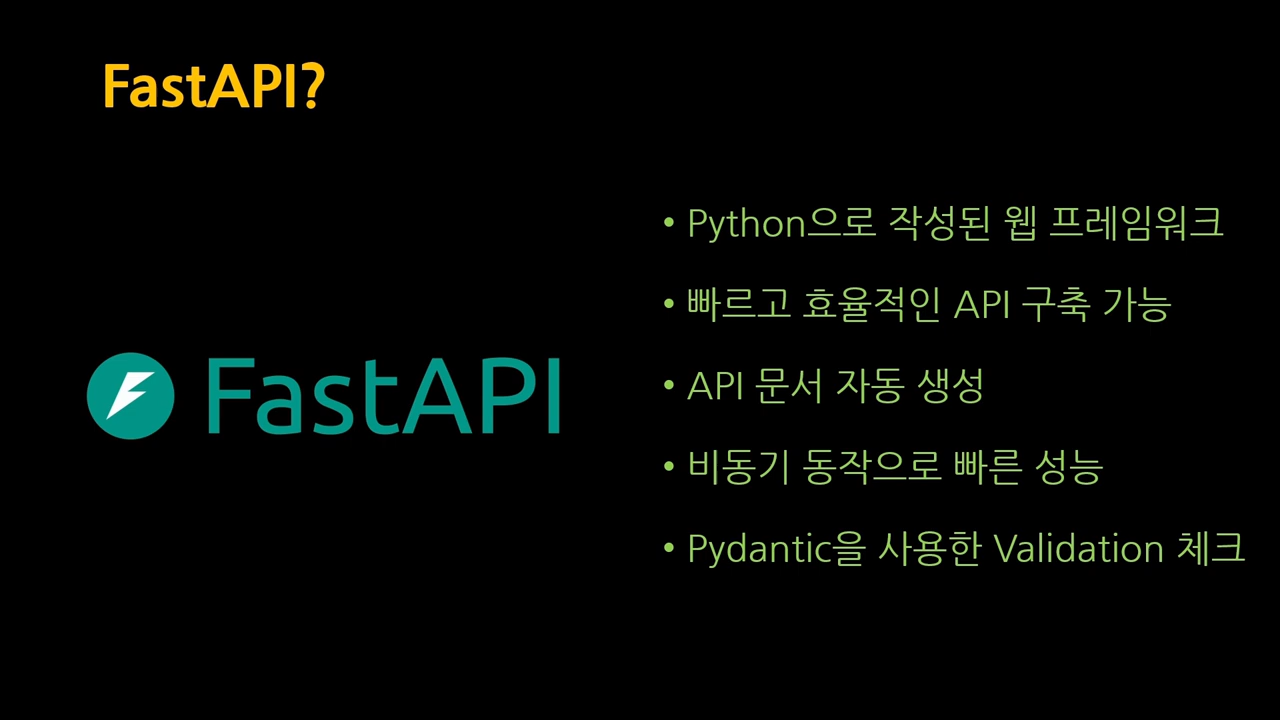 FastAPI?
FastAPI
• Python으로 작성된 웹 프레임워크
• 빠르고 효율적인 API 구축 가능
• API 문서 자동 생성
• 비동기 동작으로 빠른 성능
• Pydantic을 사용한 Validation 체크